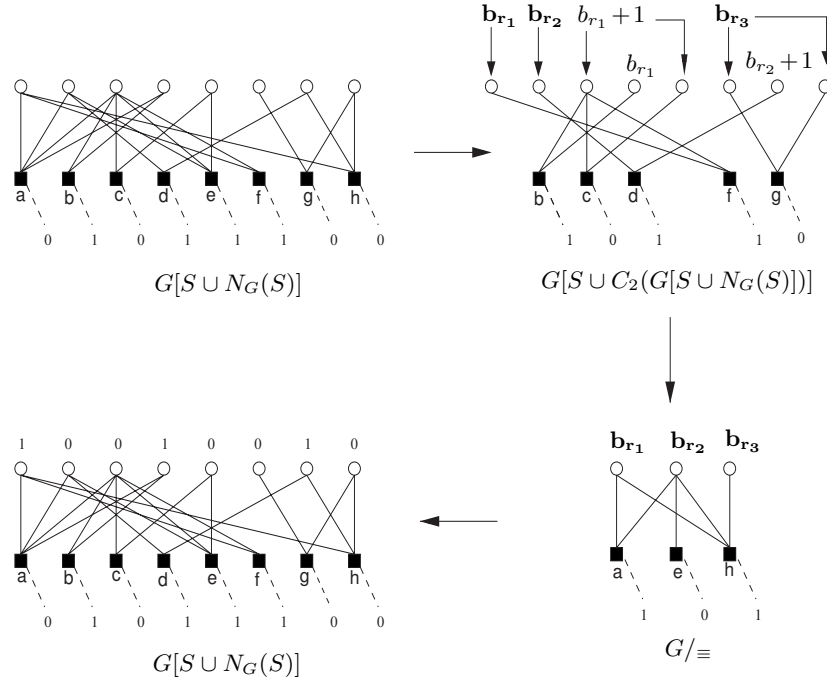 b_{r_1} b_{r_2} b_{r_1} + 1 b_{r_3}
b_{r_1} b_{r_2} + 1
a b c d e f g h
0 1 0 1 1 1 0 0
G[S ∪ N_G(S)]
b c d f g
1 0 1 1 0
G[S ∪ C_2(G[S ∪ N_G(S)])]
1 0 0 1 0 0 1 0
a b c d e f g h
0 1 0 1 1 1 0 0
G[S ∪ N_G(S)]
b_{r_1} b_{r_2} b_{r_3}
a e h
1 0 1
G/≡